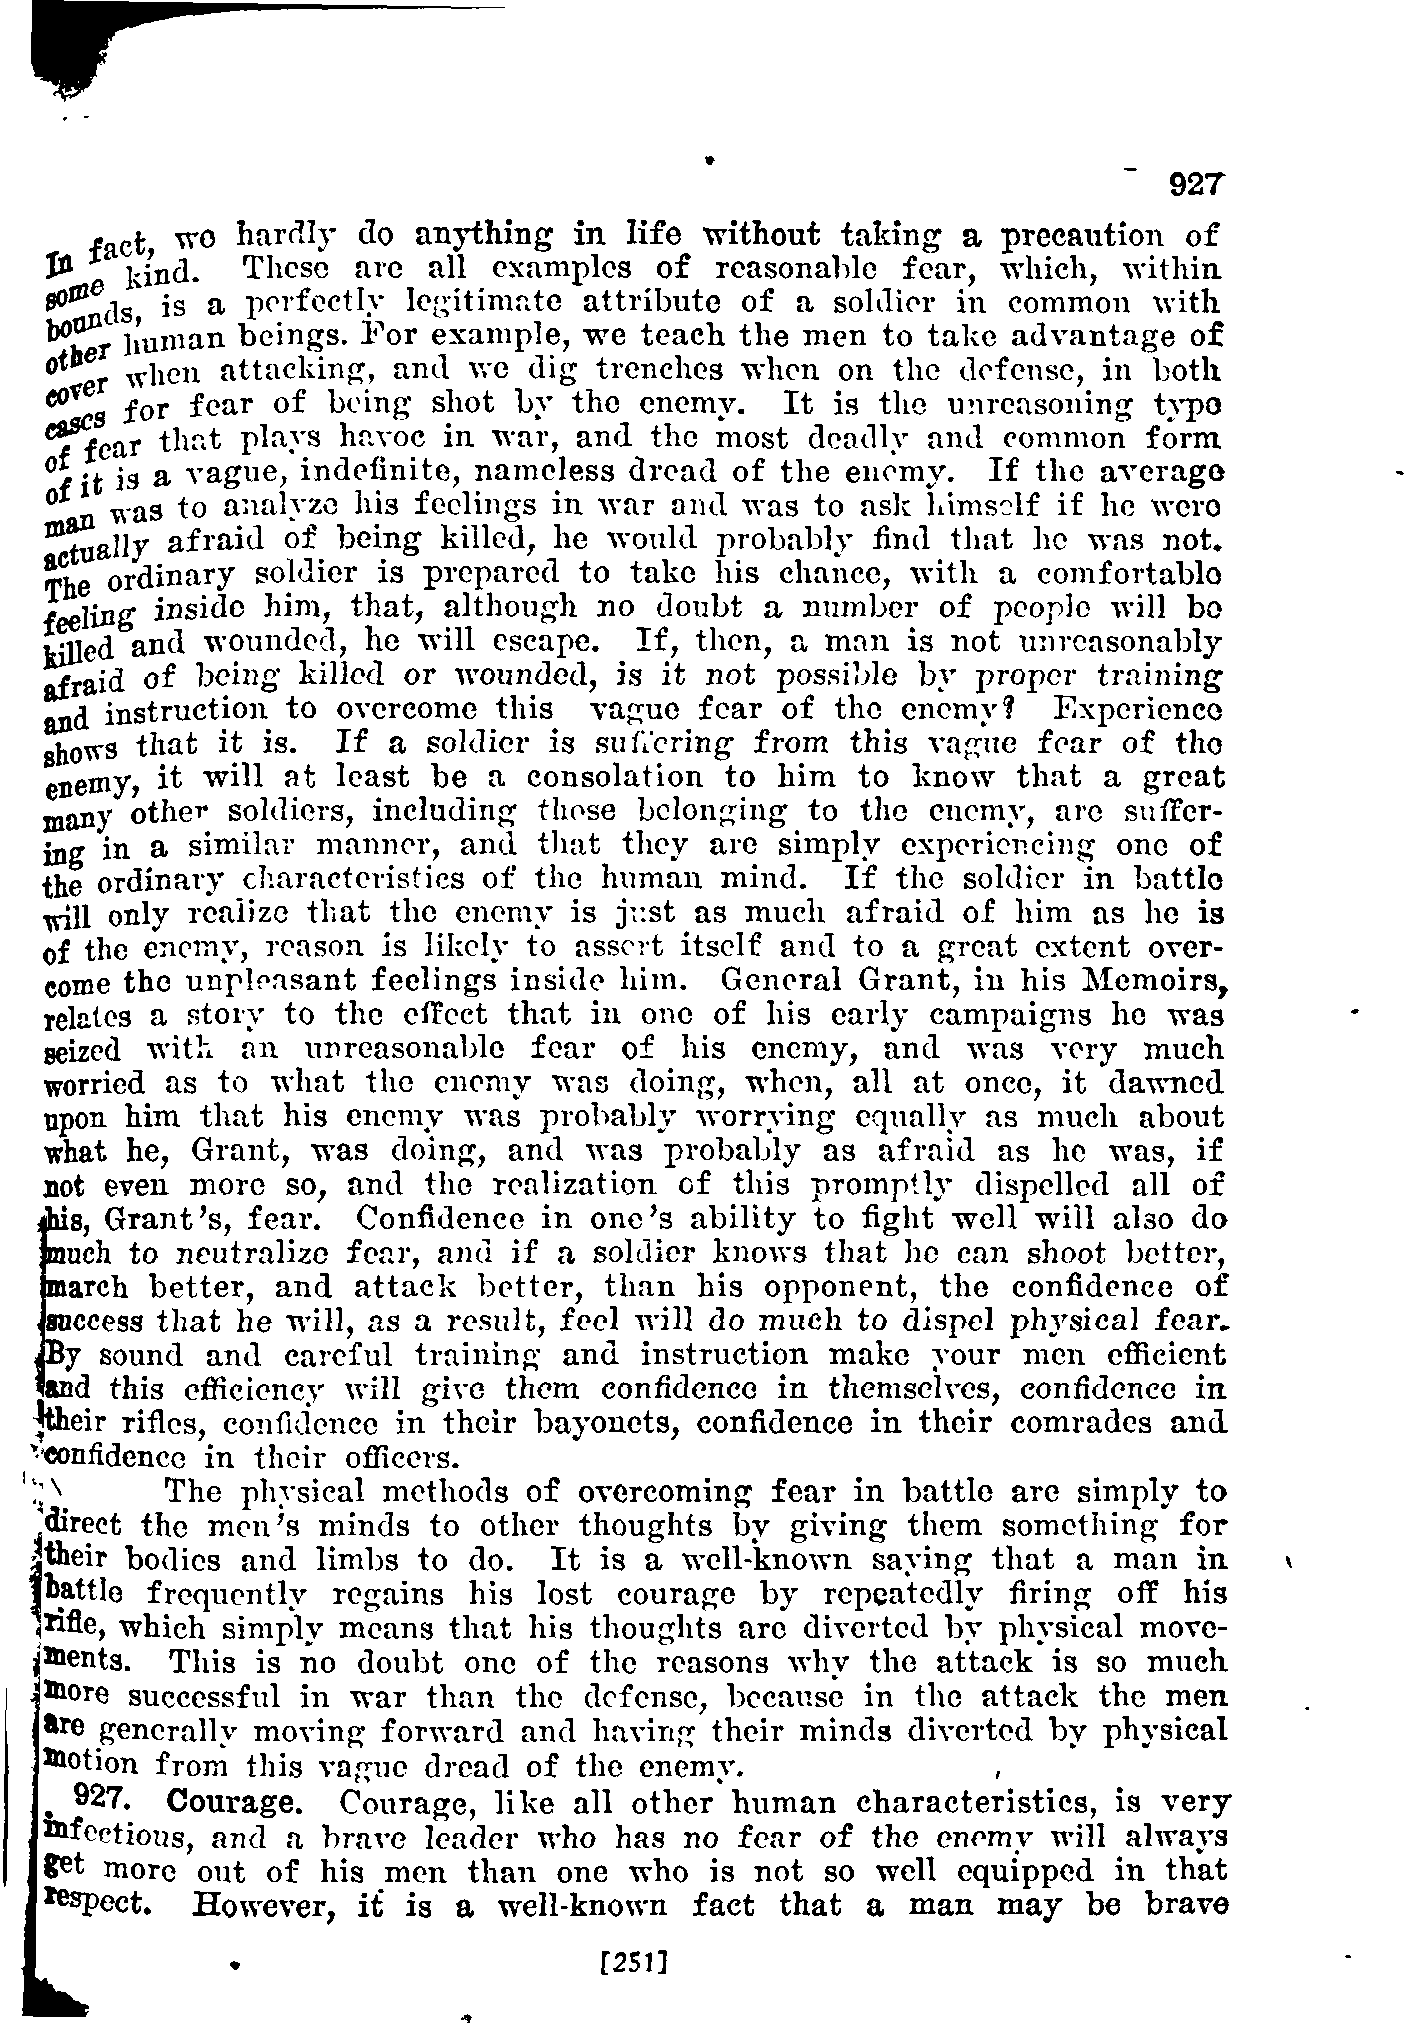 927
In fact, we hardly do anything in life without taking a precaution of
some kind. These are all examples of reasonable fear, which, within
bounds, is a perfectly legitimate attribute of a soldier in common with
other human beings. For example, we teach the men to take advantage of
cover when attacking, and we dig trenches when on the defense, in both
cases for fear of being shot by the enemy. It is the unreasoning type
of fear that plays havoc in war, and the most deadly and common form
of it is a vague, indefinite, nameless dread of the enemy. If the average
man was to analyze his feelings in war and was to ask himself if he were
actually afraid of being killed, he would probably find that he was not.
The ordinary soldier is prepared to take his chance, with a comfortable
feeling inside him, that, although no doubt a number of people will be
killed and wounded, he will escape. If, then, a man is not unreasonably
afraid of being killed or wounded, is it not possible by proper training
and instruction to overcome this vague fear of the enemy? Experience
shows that it is. If a soldier is suffering from this vague fear of the
enemy, it will at least be a consolation to him to know that a great
many other soldiers, including those belonging to the enemy, are suffer-
ing in a similar manner, and that they are simply experiencing one of
the ordinary characteristics of the human mind. If the soldier in battle
will only realize that the enemy is just as much afraid of him as he is
of the enemy, reason is likely to assert itself and to a great extent over-
come the unpleasant feelings inside him. General Grant, in his Memoirs,
relates a story to the effect that in one of his early campaigns he was
seized with an unreasonable fear of his enemy, and was very much
worried as to what the enemy was doing, when, all at once, it dawned
upon him that his enemy was probably worrying equally as much about
what he, Grant, was doing, and was probably as afraid as he was, if
not even more so, and the realization of this promptly dispelled all of
his, Grant's, fear. Confidence in one's ability to fight well will also do
much to neutralize fear, and if a soldier knows that he can shoot better,
march better, and attack better, than his opponent, the confidence of
success that he will, as a result, feel will do much to dispel physical fear.
By sound and careful training and instruction make your men efficient
and this efficiency will give them confidence in themselves, confidence in
their rifles, confidence in their bayonets, confidence in their comrades and
confidence in their officers.
The physical methods of overcoming fear in battle are simply to
direct the men's minds to other thoughts by giving them something for
their bodies and limbs to do. It is a well-known saying that a man in
battle frequently regains his lost courage by repeatedly firing off his
rifle, which simply means that his thoughts are diverted by physical move-
ments. This is no doubt one of the reasons why the attack is so much
more successful in war than the defense, because in the attack the men
are generally moving forward and having their minds diverted by physical
motion from this vague dread of the enemy.
927. Courage. Courage, like all other human characteristics, is very
infectious, and a brave leader who has no fear of the enemy will always
get more out of his men than one who is not so well equipped in that
respect. However, it is a well-known fact that a man may be brave
[251]